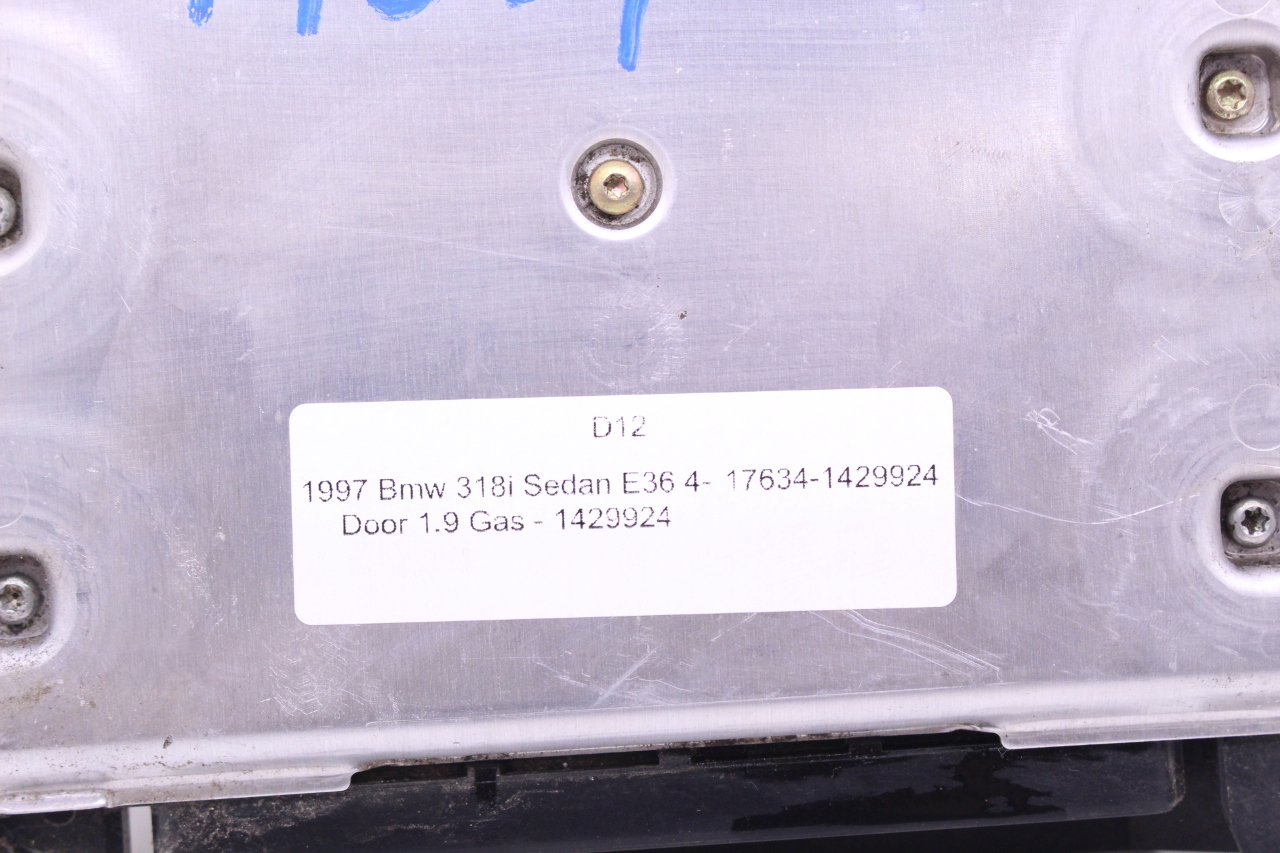 D12
1997 Bmw 318i Sedan E36 4- 17634-1429924
Door 1.9 Gas - 1429924